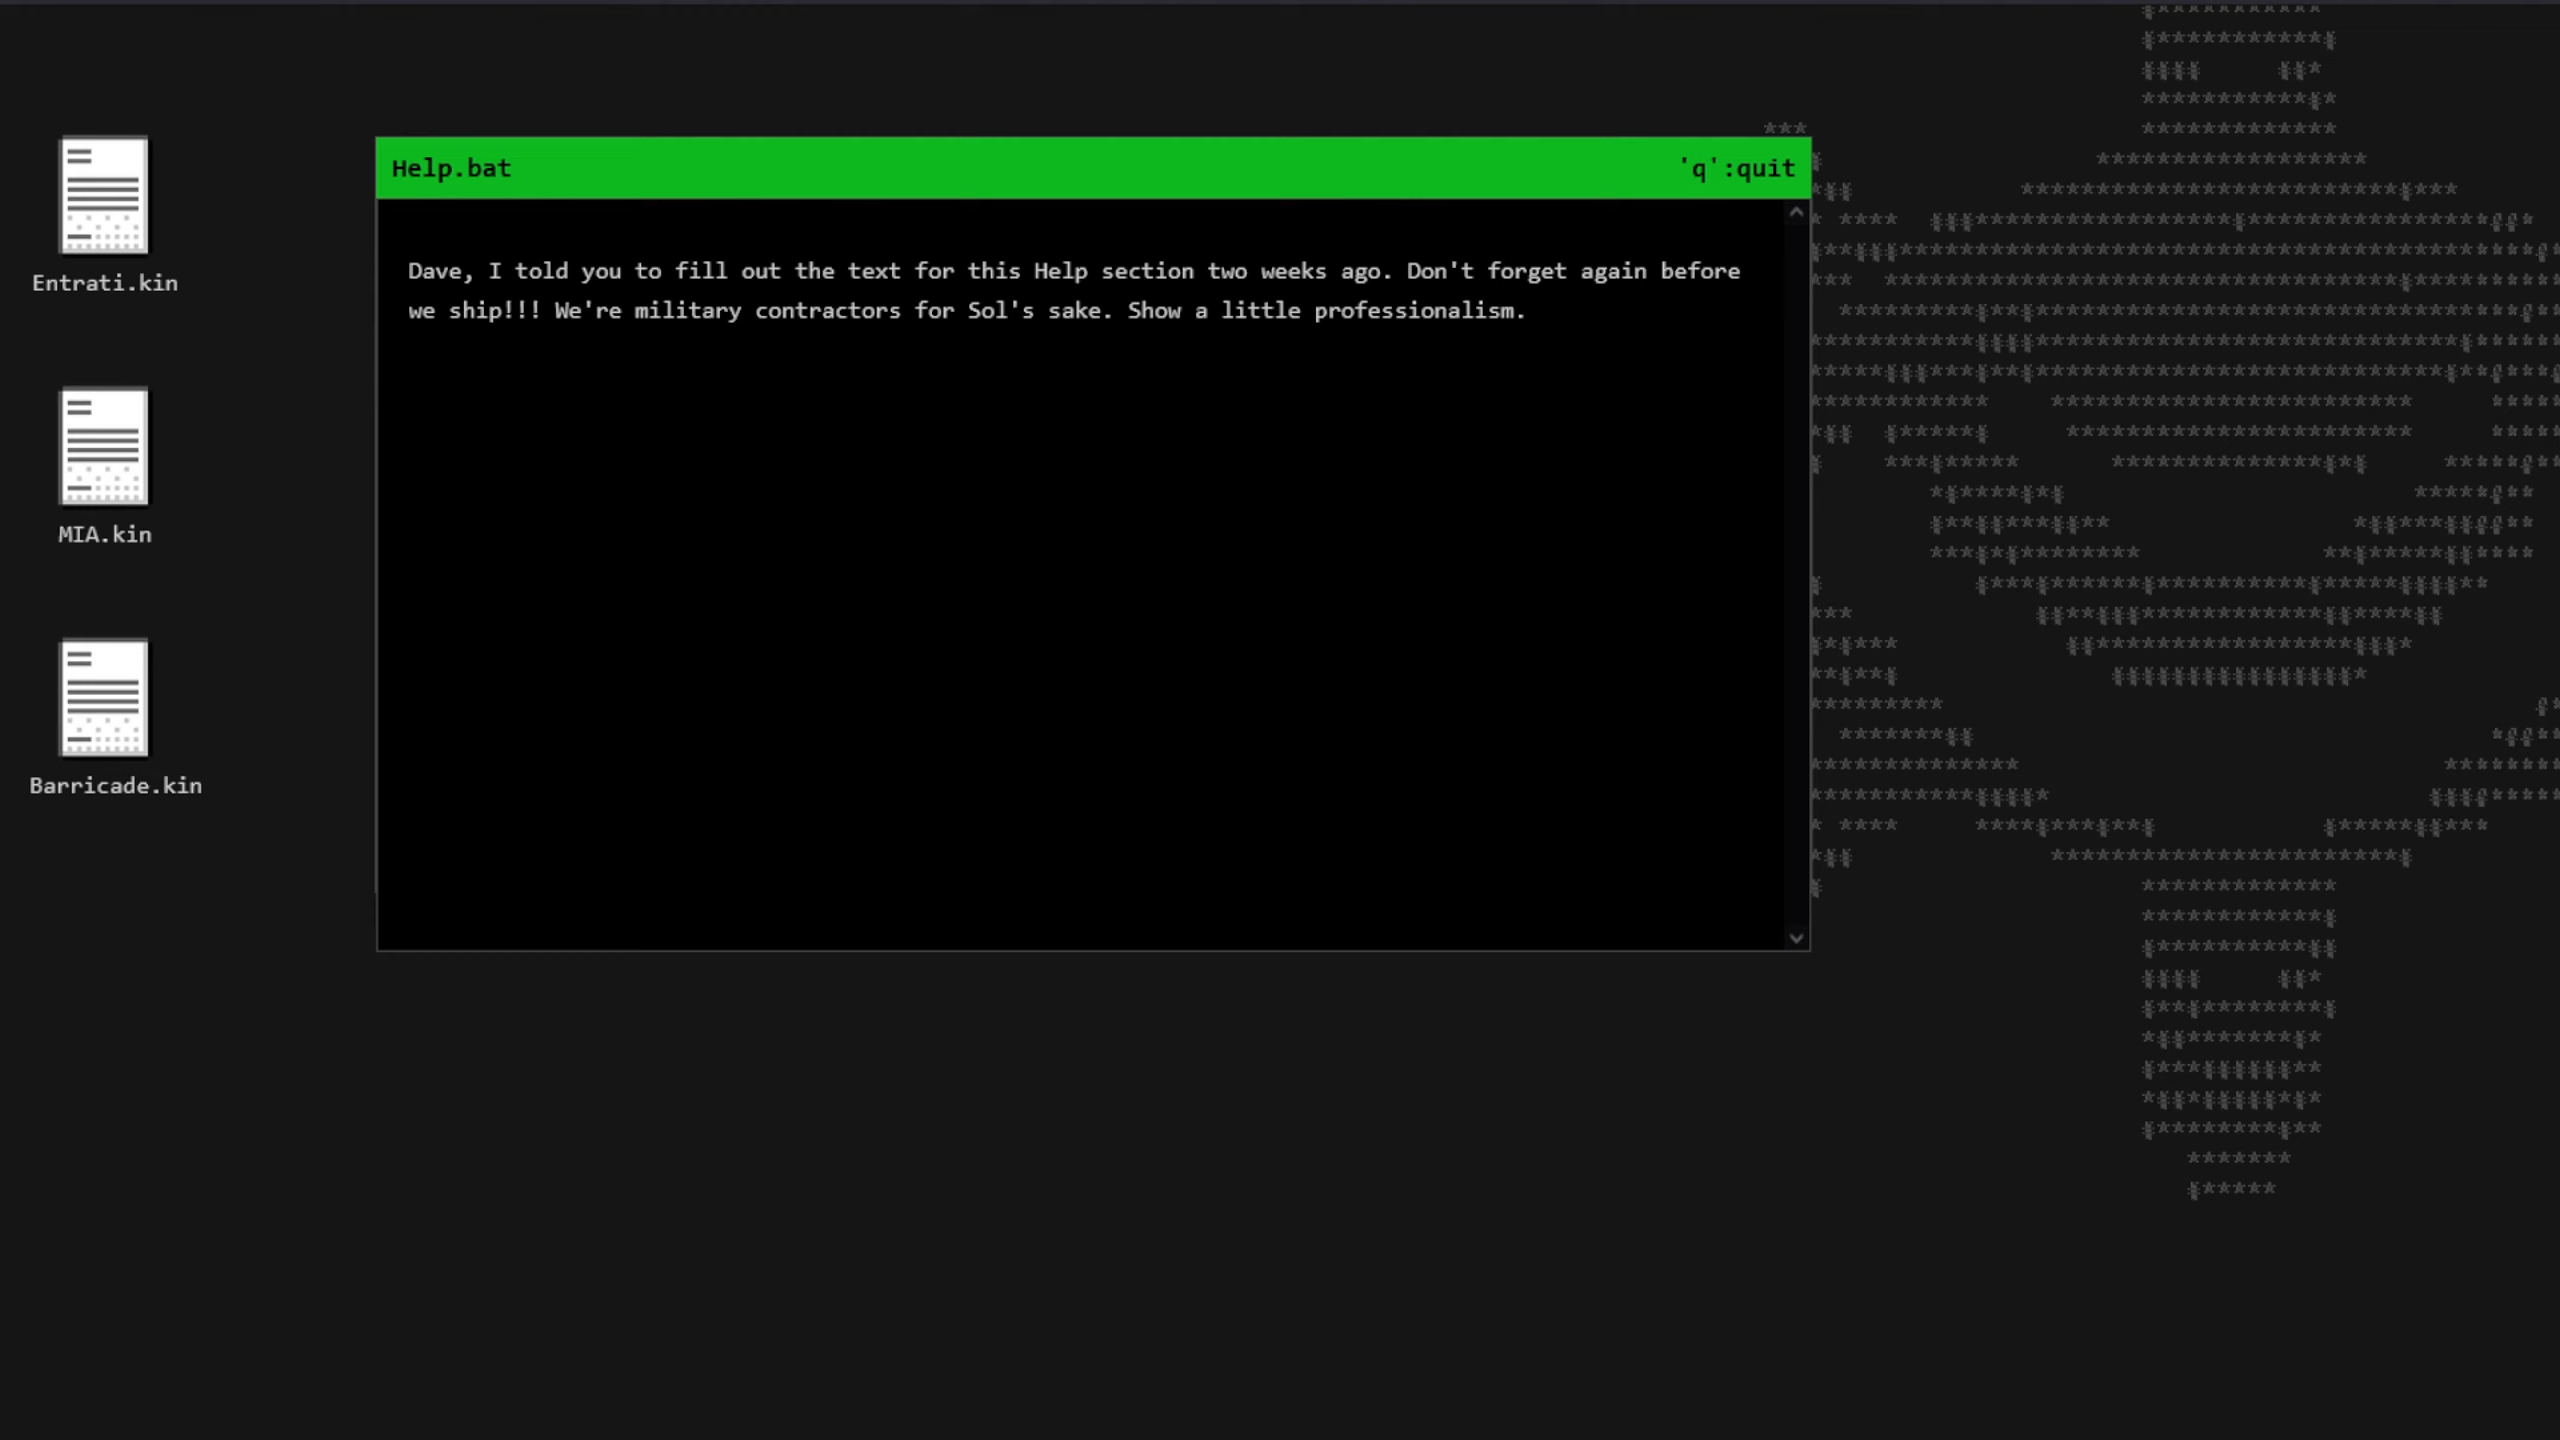 Help.bat 'q':quit
Dave, I told you to fill out the text for this Help section two weeks ago. Don't forget again before
we ship!!! We're military contractors for Sol's sake. Show a little professionalism.
Entrati.kin
MIA.kin
Barricade.kin